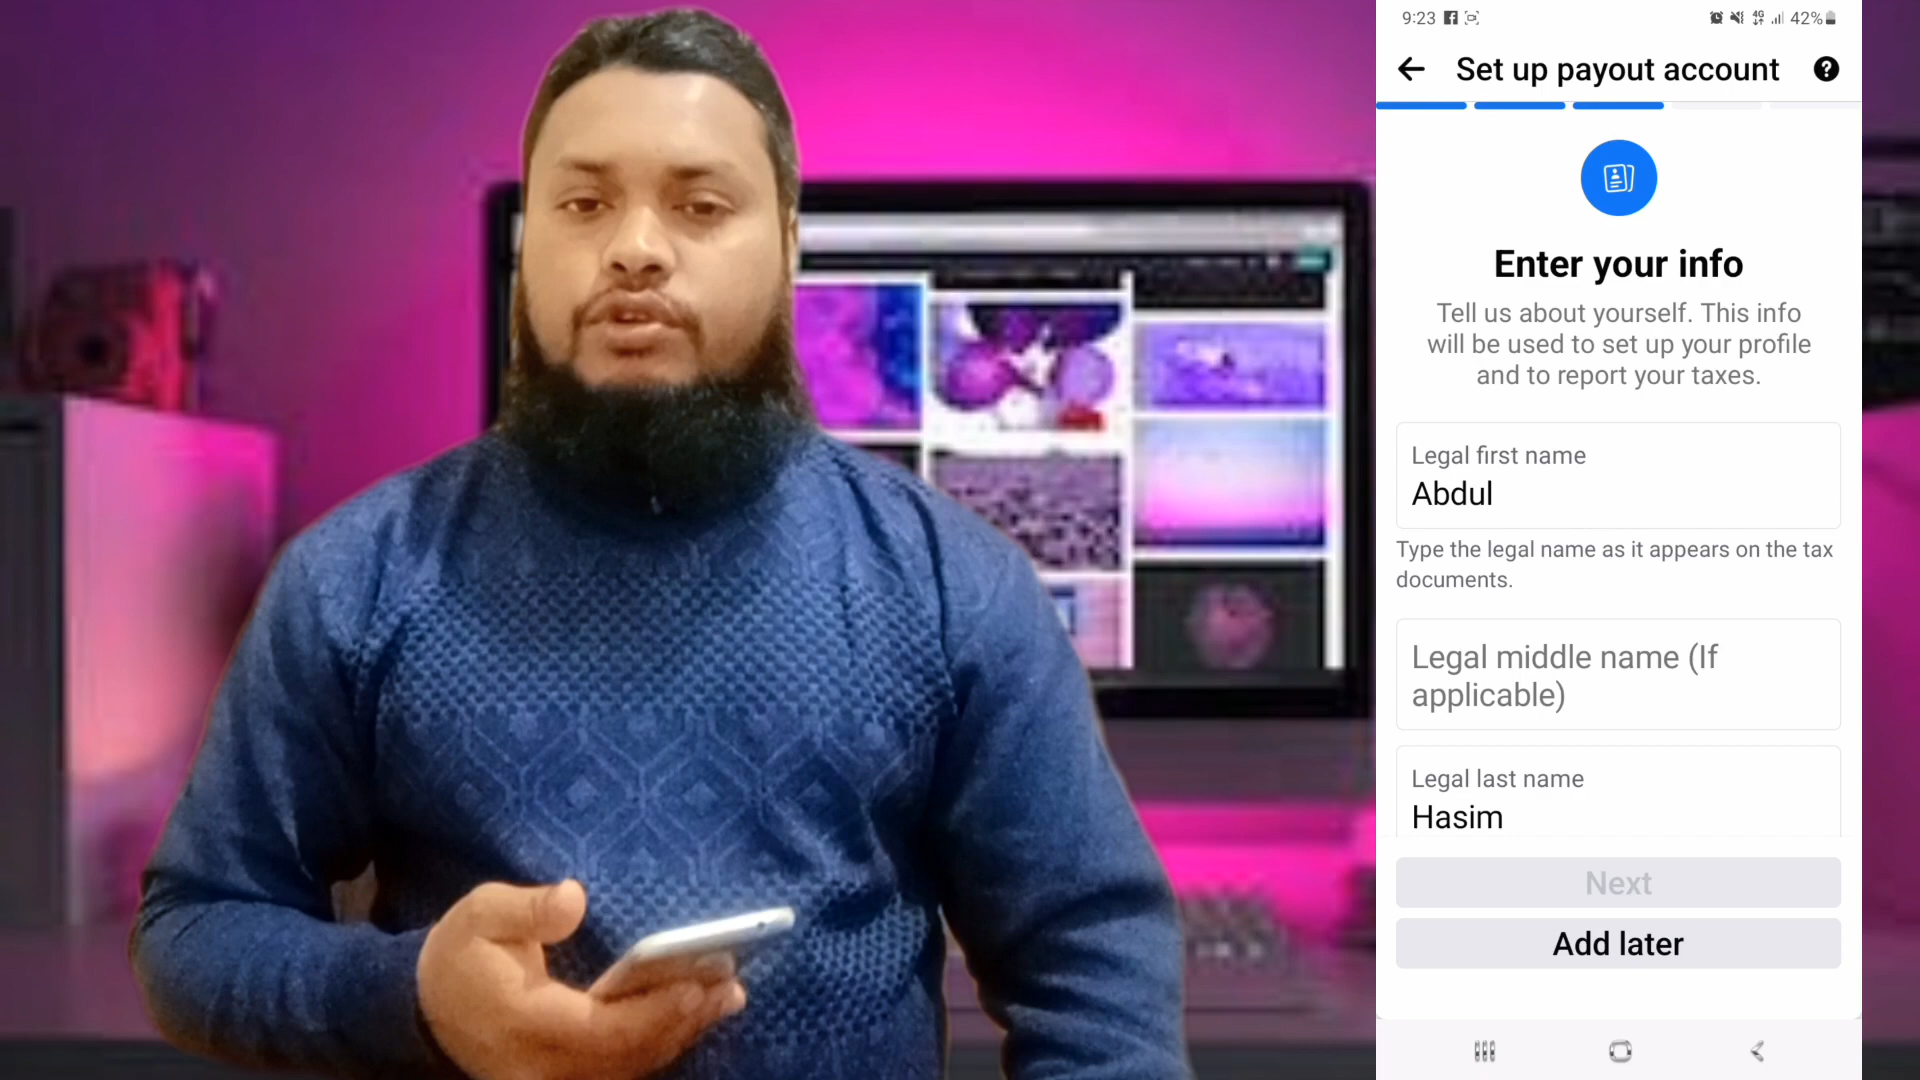 9:23
4G
42%
Set up payout account
Enter your info
Tell us about yourself. This info
will be used to set up your profile
and to report your taxes.
Legal first name
Abdul
Type the legal name as it appears on the tax
documents.
Legal middle name (If
applicable)
Legal last name
Hasim
Next
Add later